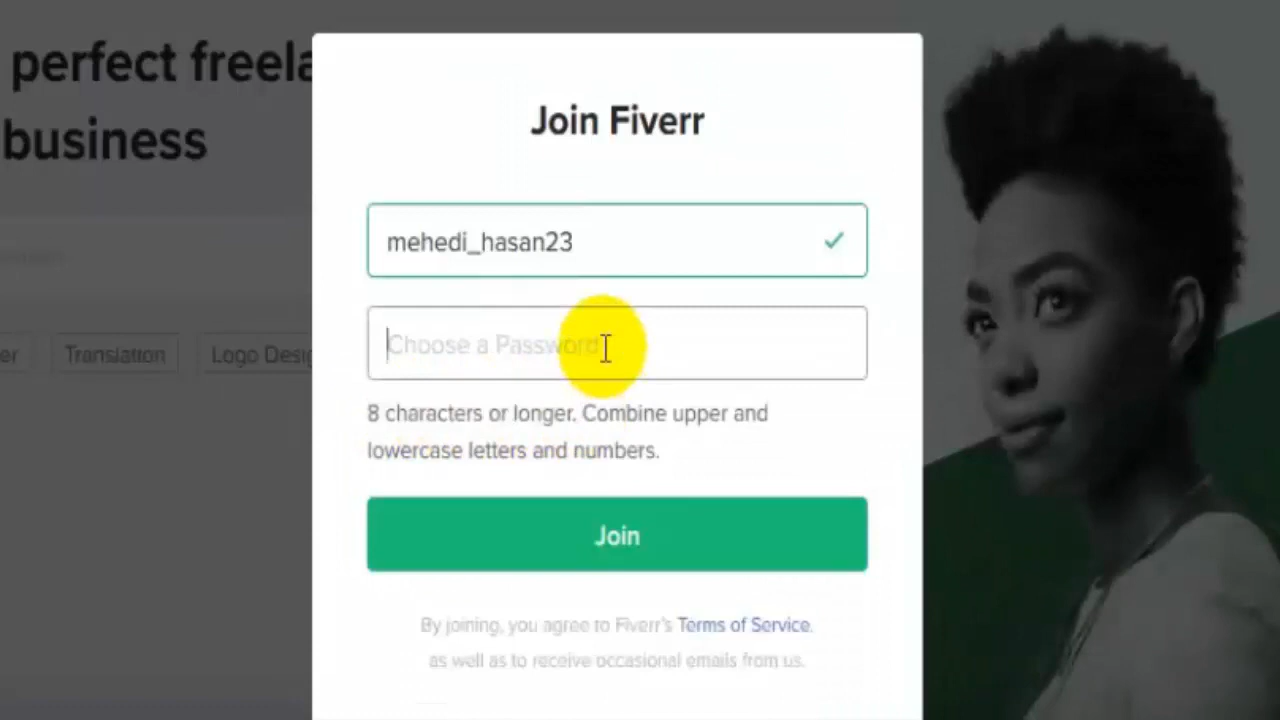 perfect freela
business
Join Fiverr
mehedi_hasan23
Choose a Password
8 characters or longer. Combine upper and
lowercase letters and numbers.
er
Translation
Logo Desig
Join
By joining, you agree to Fiverr's Terms of Service,
as well as to receive occasional emails from us.